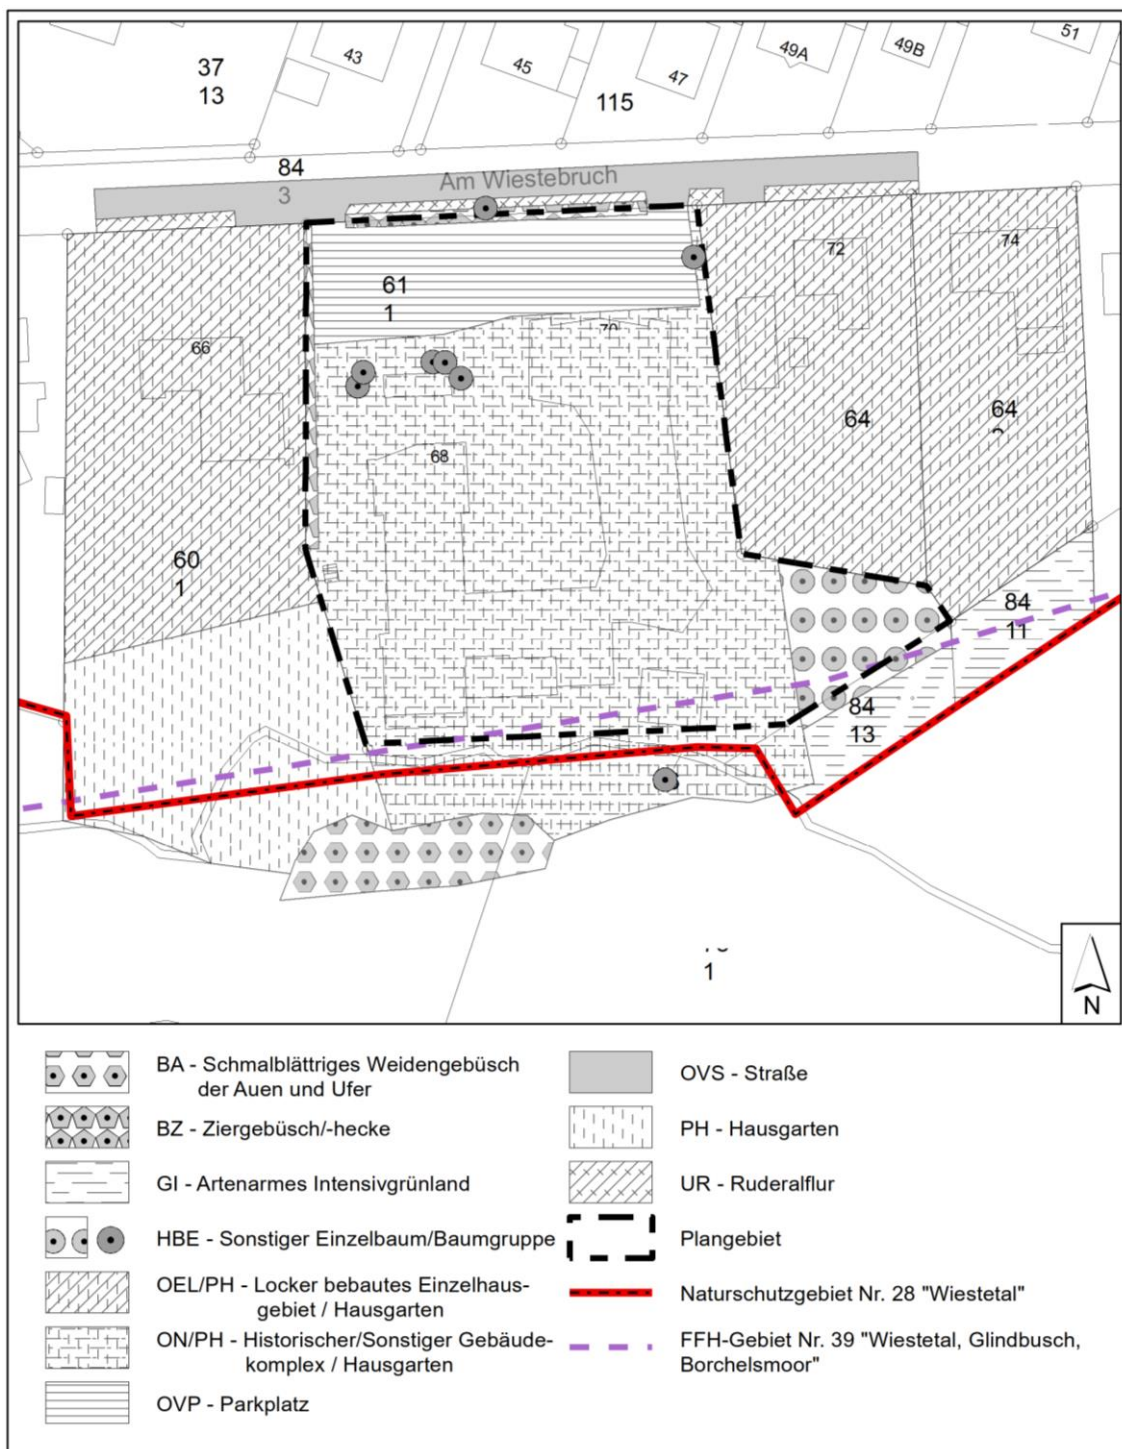 43
45
47
49A
49B
51
37
13
115
84
3
Am Wiestebruch
72
74
61
1
66
64
64
68
60
1
84
11
84
13
1
N
BA - Schmalblättriges Weidengebüsch
der Auen und Ufer
BZ - Ziergebüsch/-hecke
GI - Artenarmes Intensivgrünland
HBE - Sonstiger Einzelbaum/Baumgruppe
OEL/PH - Locker bebautes Einzelhaus-
gebiet / Hausgarten
ON/PH - Historischer/Sonstiger Gebäude-
komplex / Hausgarten
OVP - Parkplatz
OVS - Straße
PH - Hausgarten
UR - Ruderalflur
Plangebiet
Naturschutzgebiet Nr. 28 "Wiestetal"
FFH-Gebiet Nr. 39 "Wiestetal, Glindbusch,
Borchelsmoor"